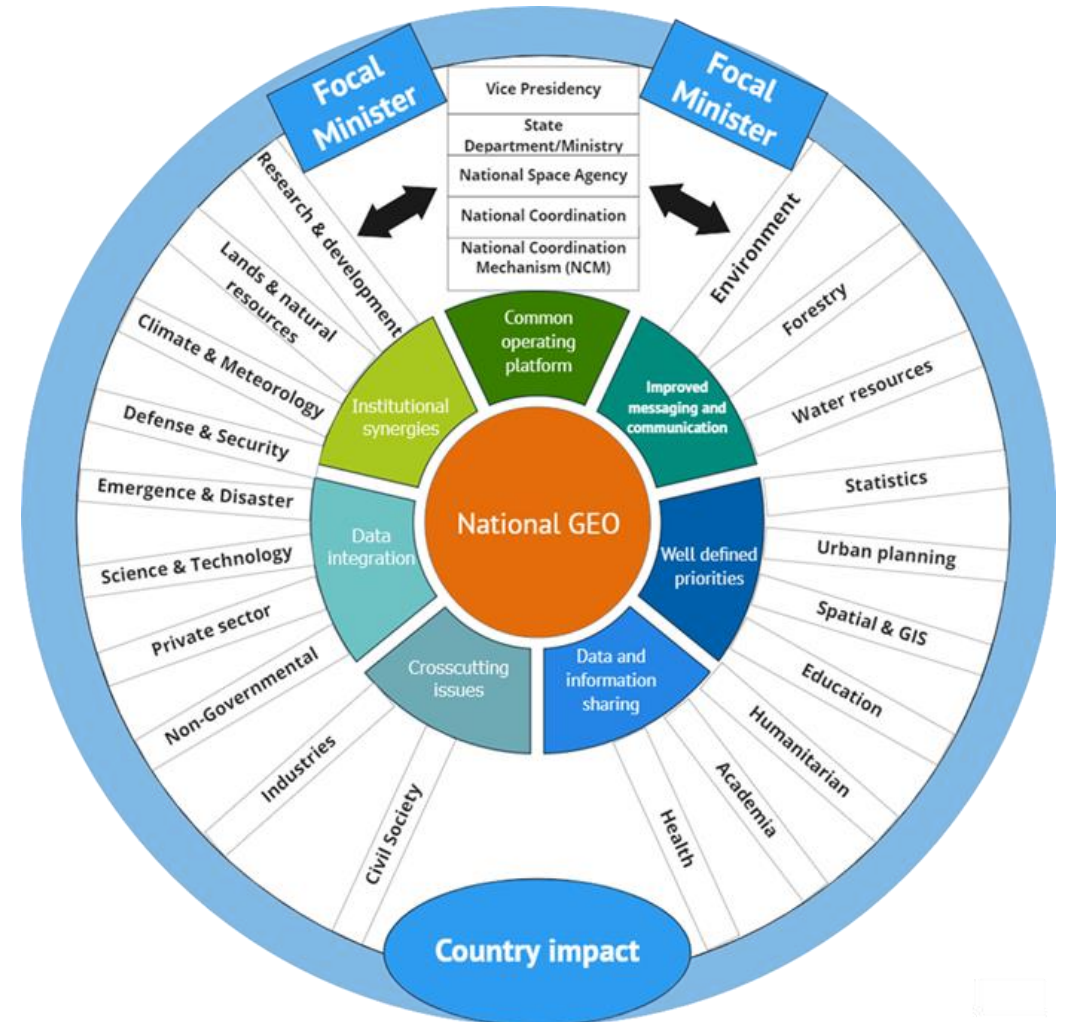 Focal
Minister
Focal
Minister
Vice Presidency
State
Department/Ministry
National Space Agency
National Coordination
National Coordination
Mechanism (NCM)
Research & development
Lands & natural
resources
Climate & Meteorology
Defense & Security
Emergence & Disaster
Science & Technology
Private sector
Non-Governmental
Industries
Civil Society
Environment
Forestry
Water resources
Statistics
Urban planning
Spatial & GIS
Education
Humanitarian
Academia
Health
Common
operating
platform
Improved
messaging and
communication
Well defined
priorities
Data and
information
sharing
Crosscutting
issues
Data
integration
Institutional
synergies
National GEO
Country impact